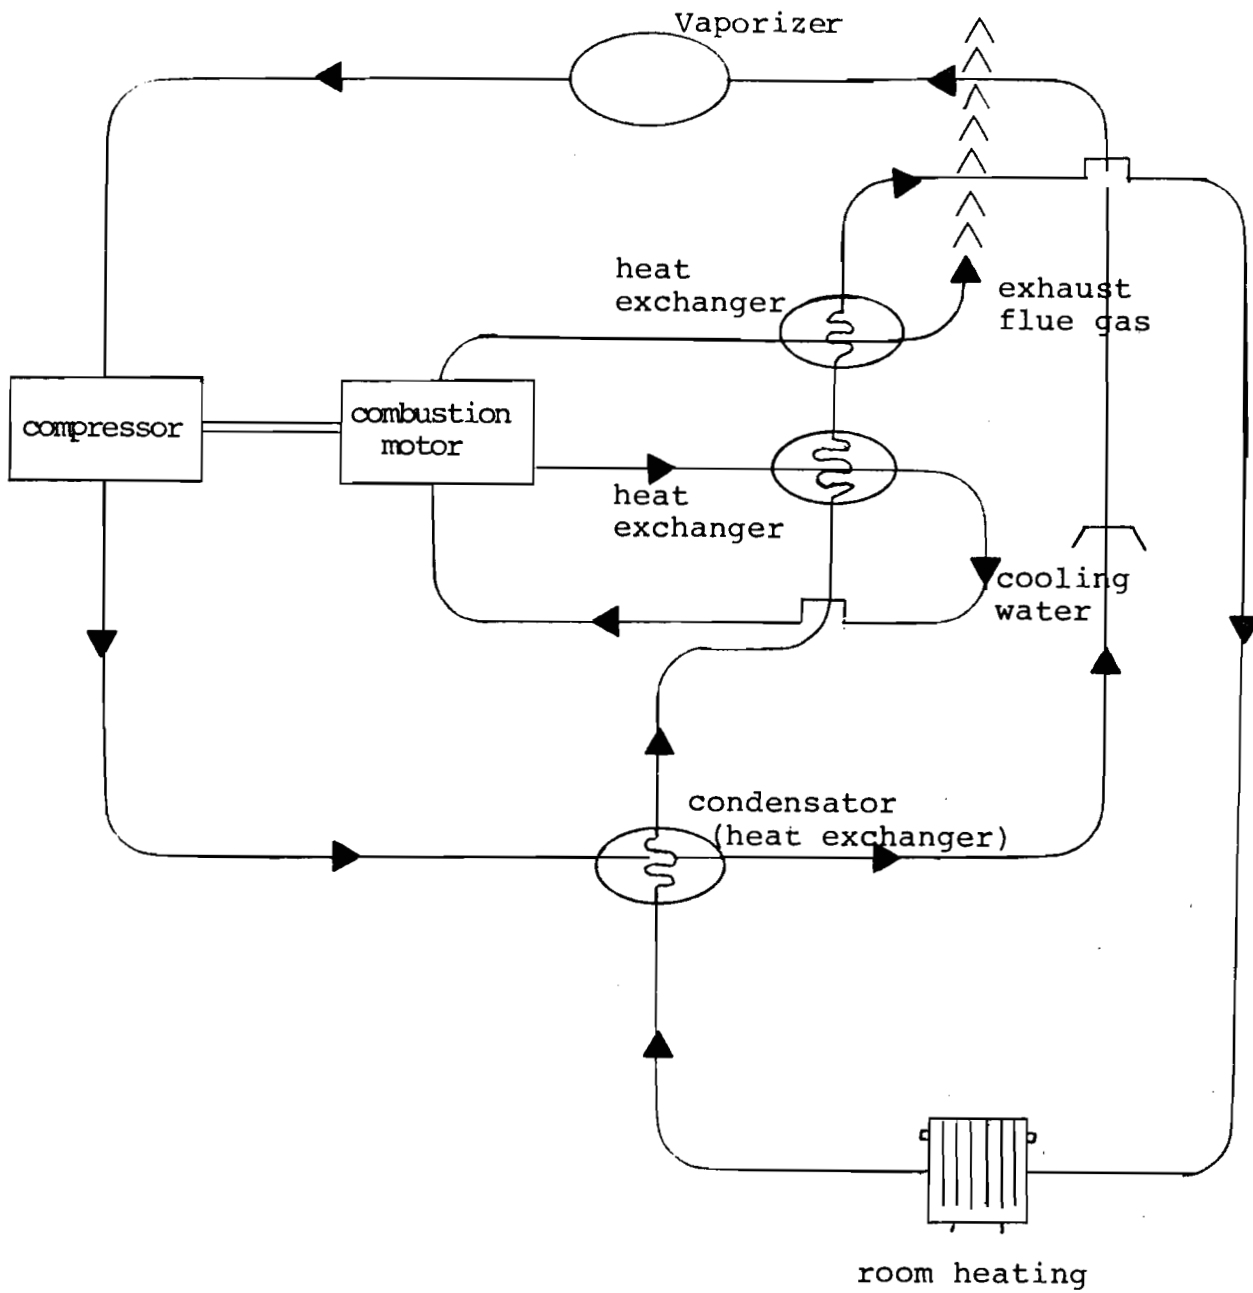 Vaporizer
heat
exchanger
exhaust
flue gas
compressor
combustion
motor
heat
exchanger
cooling
water
condensator
(heat exchanger)
room heating